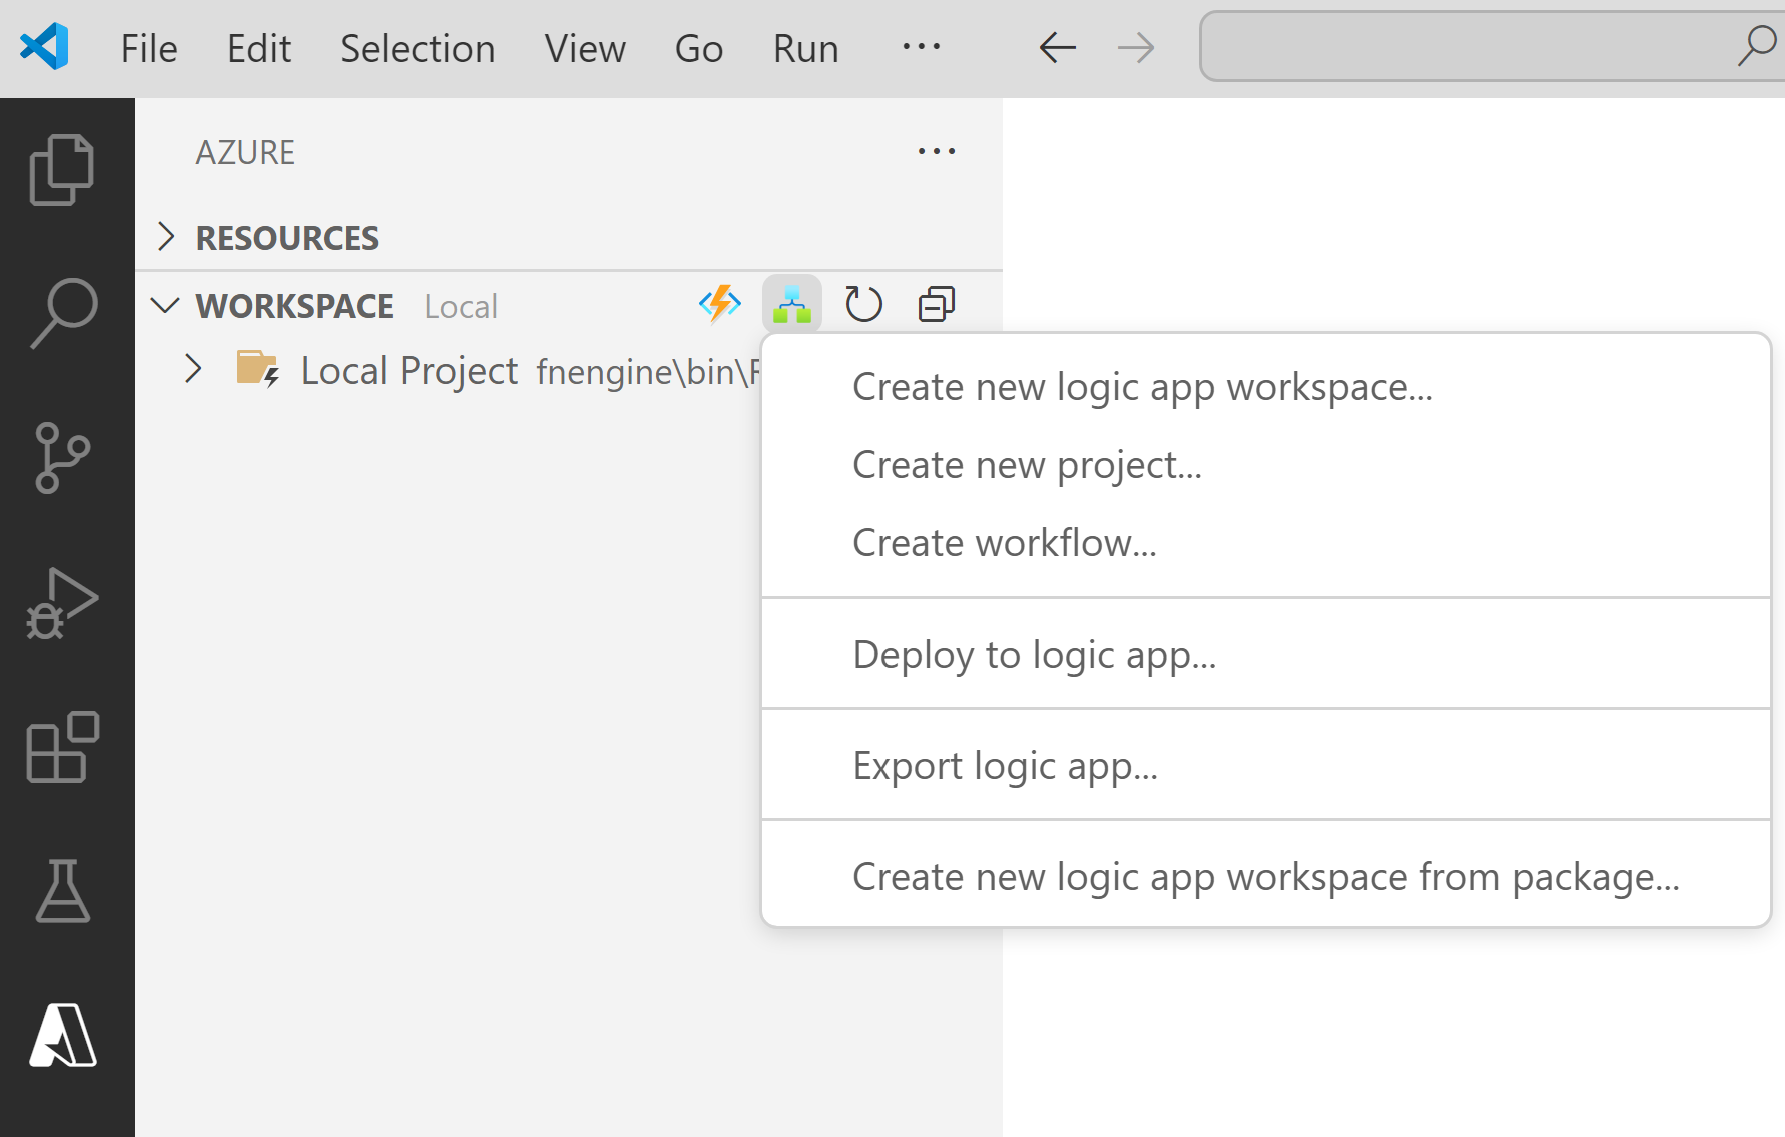 File Edit Selection View Go Run ···
AZURE ···
RESOURCES
WORKSPACE Local
Local Project fnengine\bin\
Create new logic app workspace...
Create new project...
Create workflow...
Deploy to logic app...
Export logic app...
Create new logic app workspace from package...